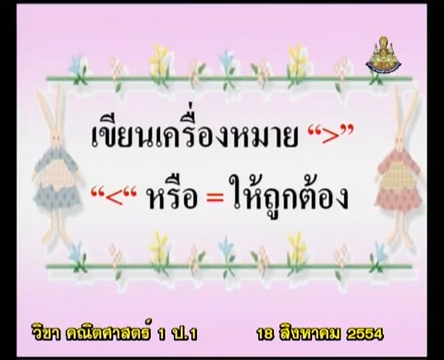 เขียนเครื่องหมาย “>”
“<“ หรือ = ให้ถูกต้อง
วิชา คณิตศาสตร์ 1 ป.1 18 สิงหาคม 2554